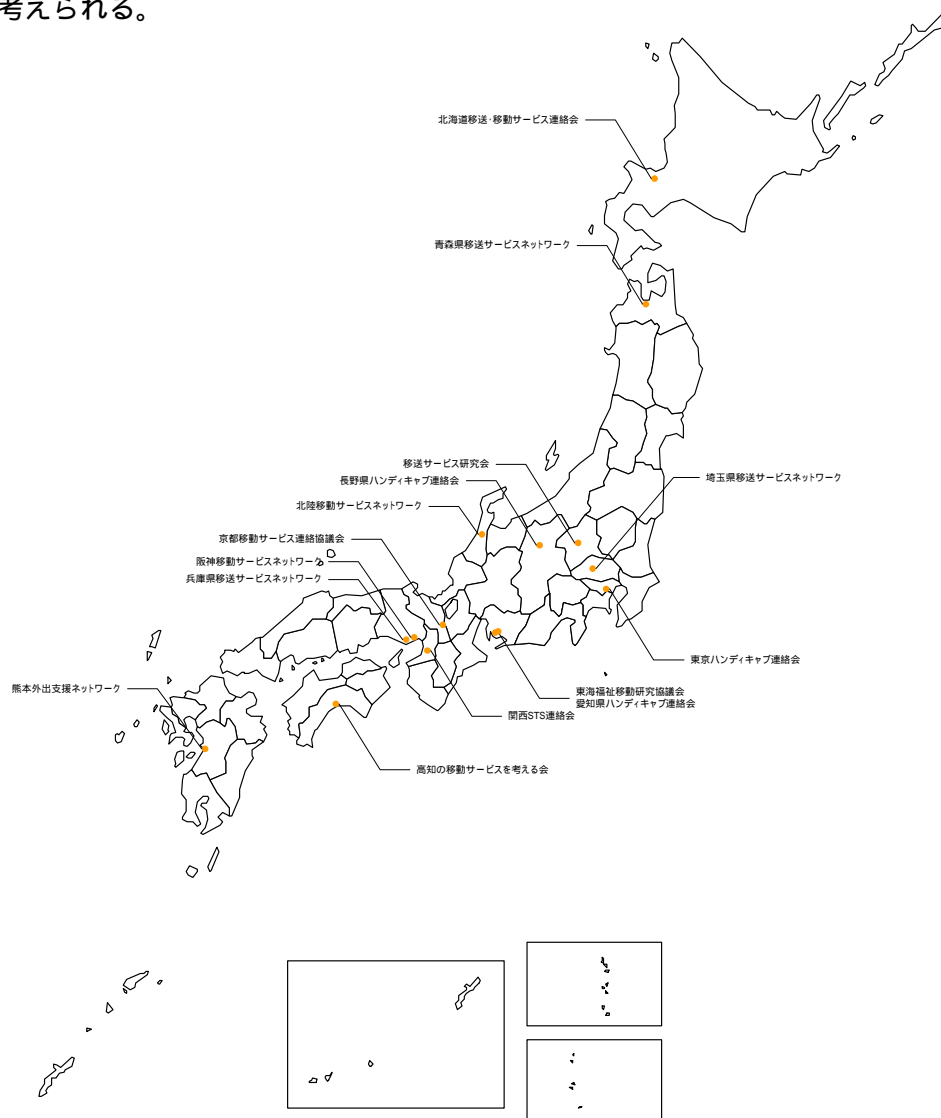 考えられる。
北海道移送・移動サービス連絡会
青森県移送サービスネットワーク
移送サービス研究会
長野県ハンディキャブ連絡会
埼玉県移送サービスネットワーク
北陸移動サービスネットワーク
京都移動サービス連絡協議会
阪神移動サービスネットワーク
兵庫県移送サービスネットワーク
東京ハンディキャブ連絡会
熊本外出支援ネットワーク
東海福祉移動研究協議会
愛知県ハンディキャブ連絡会
関西STS連絡会
高知の移動サービスを考える会